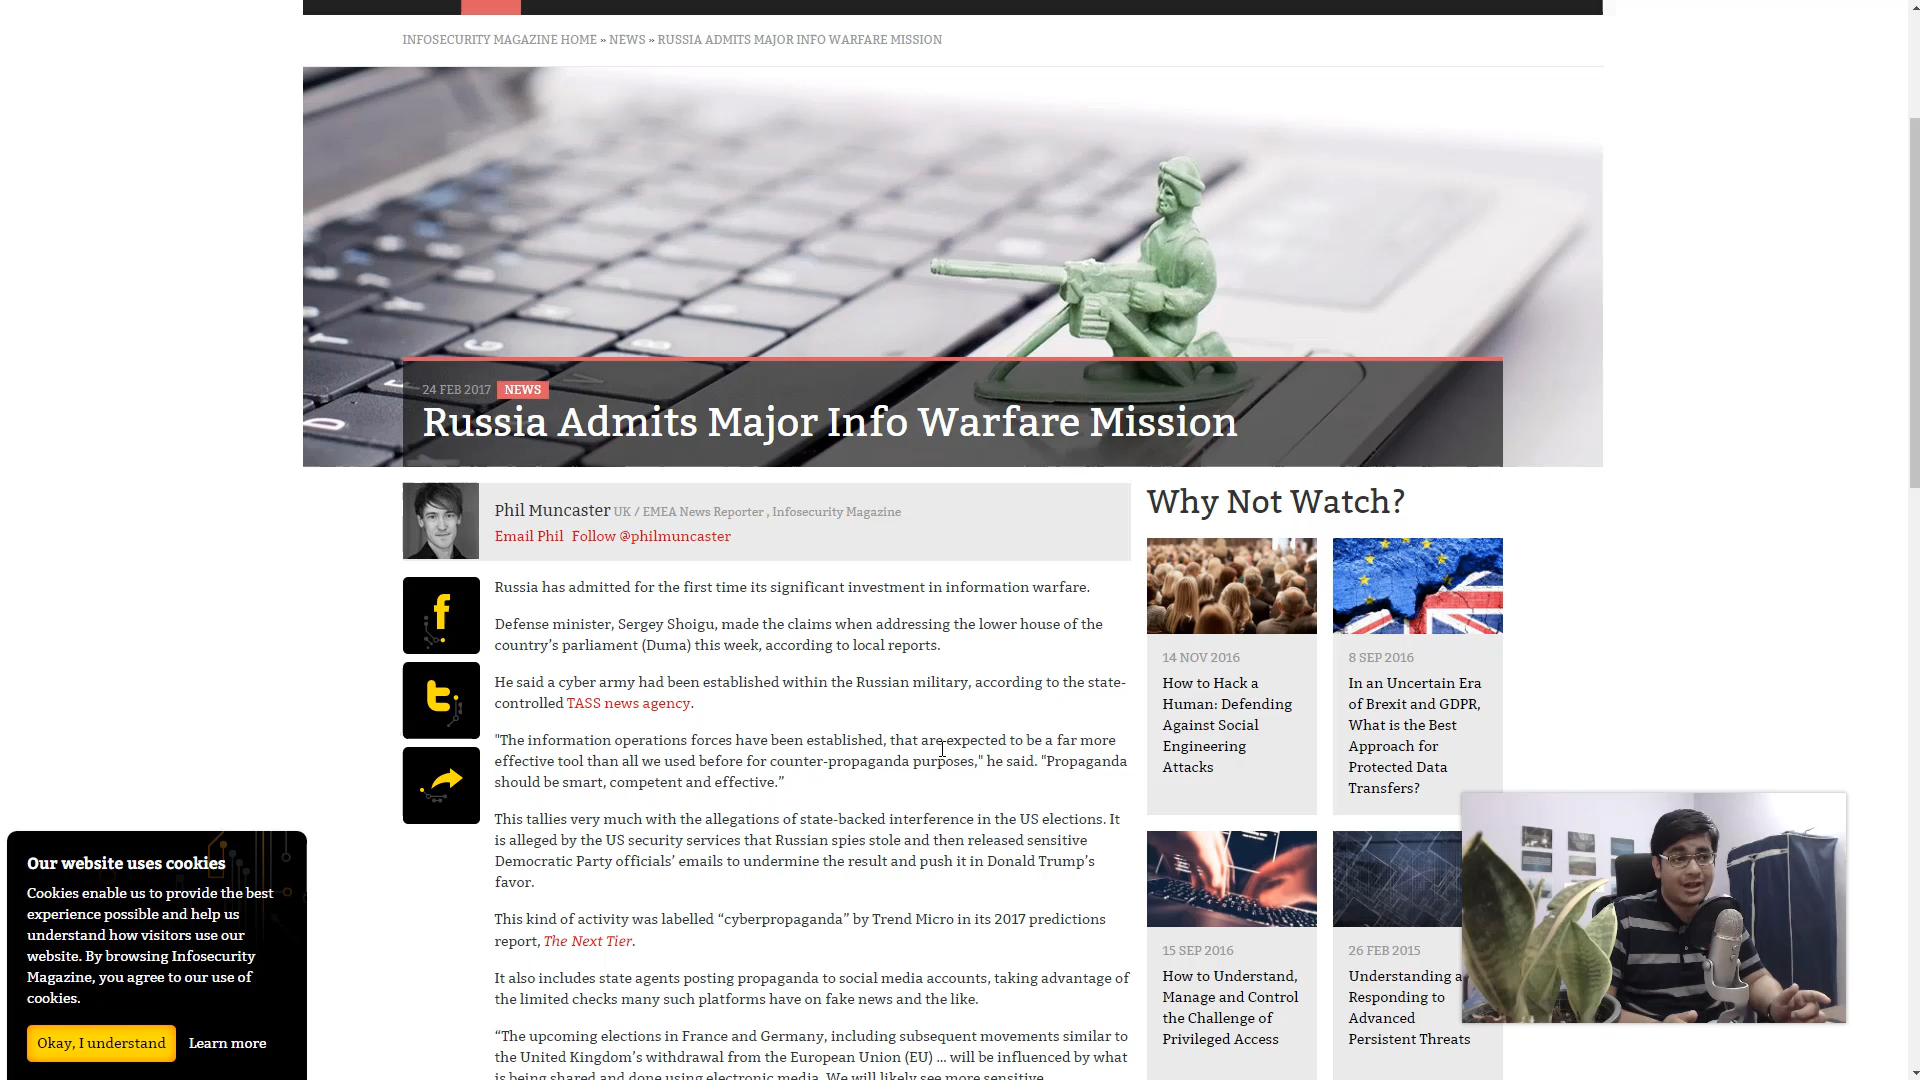 INFOSECURITY MAGAZINE HOME » NEWS » RUSSIA ADMITS MAJOR INFO WARFARE MISSION
24 FEB 2017 NEWS
Russia Admits Major Info Warfare Mission
Phil Muncaster UK / EMEA News Reporter , Infosecurity Magazine
Email Phil Follow @philmuncaster
Russia has admitted for the first time its significant investment in information warfare.
Defense minister, Sergey Shoigu, made the claims when addressing the lower house of the
country’s parliament (Duma) this week, according to local reports.
He said a cyber army had been established within the Russian military, according to the state-
controlled TASS news agency.
"The information operations forces have been established, that are expected to be a far more
effective tool than all we used before for counter-propaganda purposes," he said. "Propaganda
should be smart, competent and effective.”
This tallies very much with the allegations of state-backed interference in the US elections. It
is alleged by the US security services that Russian spies stole and then released sensitive
Democratic Party officials’ emails to undermine the result and push it in Donald Trump’s
favor.
This kind of activity was labelled “cyberpropaganda” by Trend Micro in its 2017 predictions
report, The Next Tier.
It also includes state agents posting propaganda to social media accounts, taking advantage of
the limited checks many such platforms have on fake news and the like.
“The upcoming elections in France and Germany, including subsequent movements similar to
the United Kingdom’s withdrawal from the European Union (EU) ... will be influenced by what
is being shared and done using electronic media. We will likely see more sensitive
Why Not Watch?
14 NOV 2016
How to Hack a
Human: Defending
Against Social
Engineering
Attacks
8 SEP 2016
In an Uncertain Era
of Brexit and GDPR,
What is the Best
Approach for
Protected Data
Transfers?
15 SEP 2016
How to Understand,
Manage and Control
the Challenge of
Privileged Access
26 FEB 2015
Understanding a
Responding to
Advanced
Persistent Threats
Our website uses cookies
Cookies enable us to provide the best
experience possible and help us
understand how visitors use our
website. By browsing Infosecurity
Magazine, you agree to our use of
cookies.
Okay, I understand Learn more